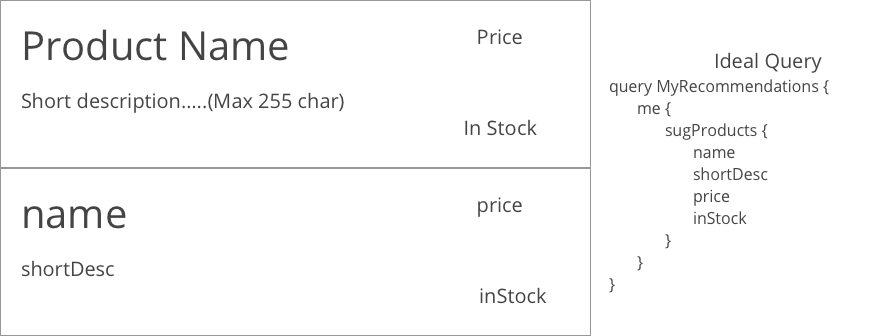 Product Name
Price
Short description.....(Max 255 char)
In Stock
name
price
shortDesc
inStock
Ideal Query
query MyRecommendations {
me {
sugProducts {
name
shortDesc
price
inStock
}
}
}